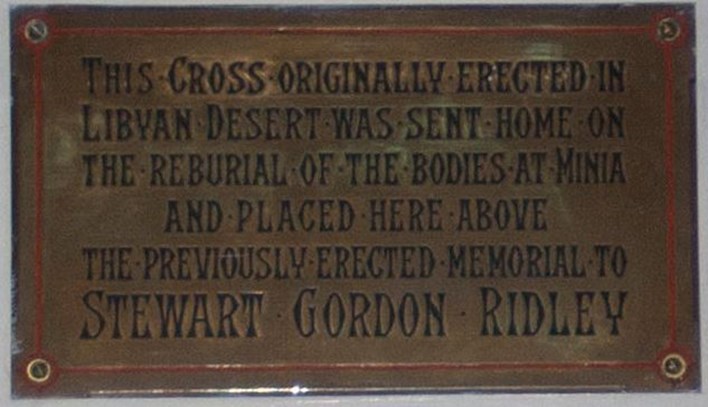 THIS·CROSS·ORIGINALLY·ERECTED·IN
LIBYAN·DESERT·WAS·SENT·HOME·ON
THE·REBURIAL·OF·THE·BODIES·AT·MINIA
AND·PLACED·HERE·ABOVE
THE·PREVIOUSLY·ERECTED·MEMORIAL·TO
STEWART·GORDON·RIDLEY